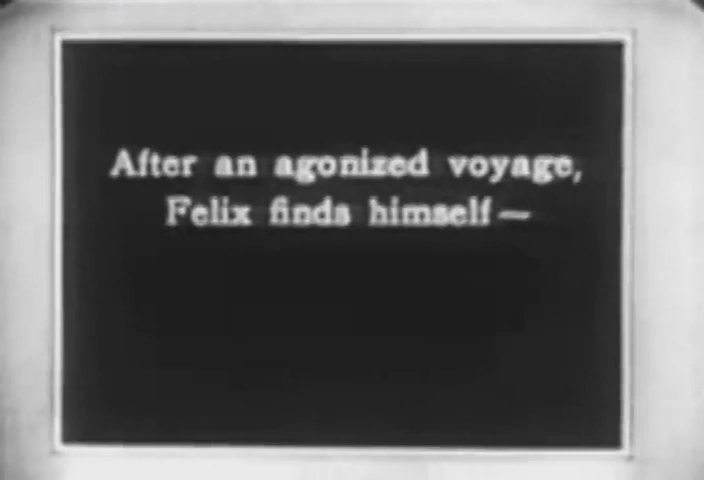 After an agonized voyage,
Felix finds himself —